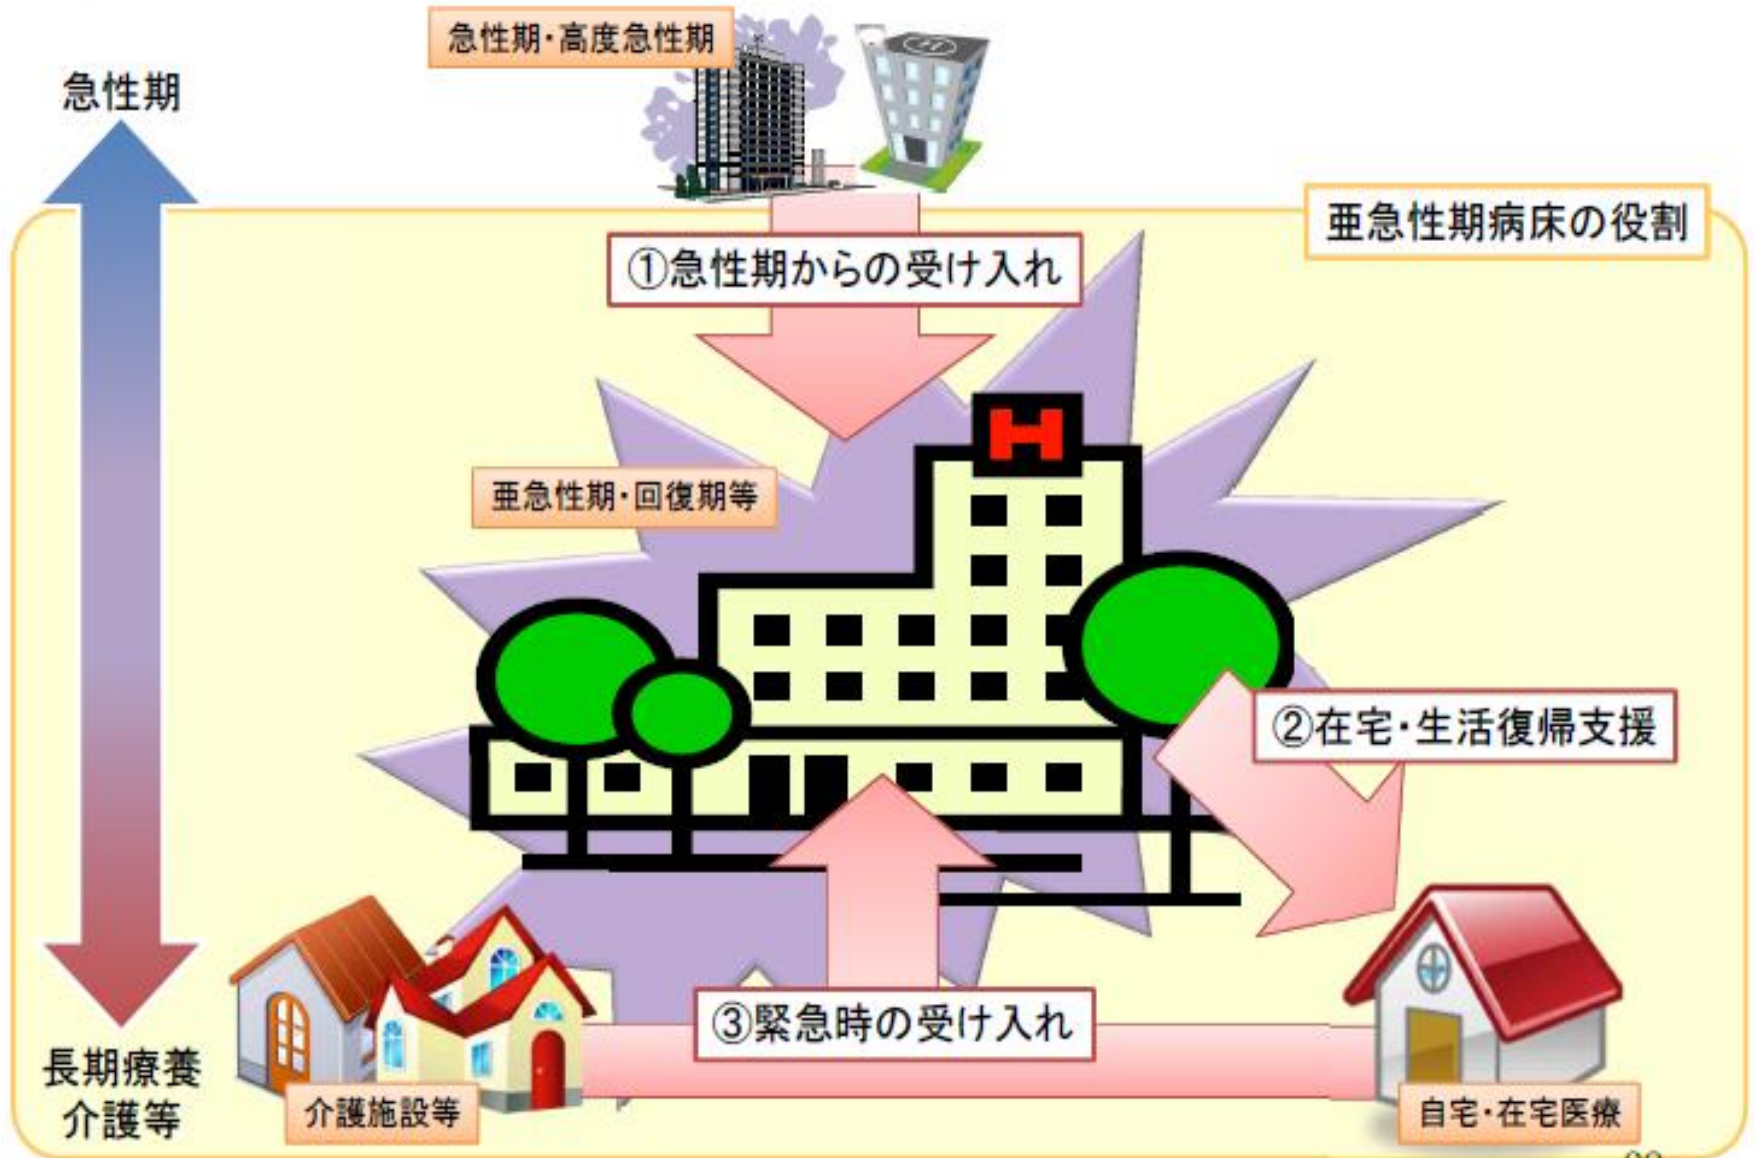 急性期・高度急性期
急性期
亜急性期病床の役割
①急性期からの受け入れ
H
亜急性期・回復期等
②在宅・生活復帰支援
③緊急時の受け入れ
長期療養
介護等
介護施設等
自宅・在宅医療